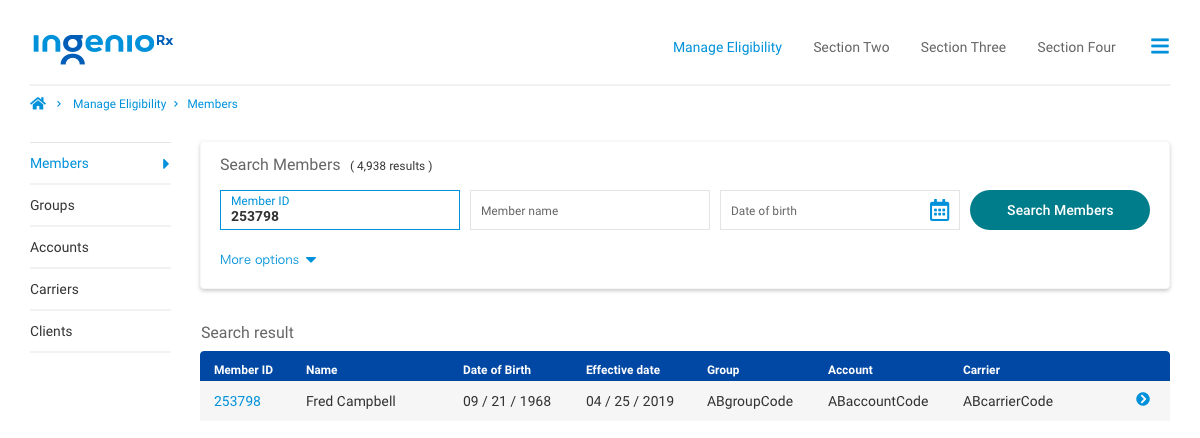 ingenioRx
Manage Eligibility Section Two Section Three Section Four
Manage Eligibility Members
Members
Groups
Accounts
Carriers
Clients
Search Members ( 4,938 results )
Member ID
253798
Member name
Date of birth
Search Members
More options
Search result
Member ID Name Date of Birth Effective date Group Account Carrier
253798 Fred Campbell 09 / 21 / 1968 04 / 25 / 2019 ABgroupCode ABaccountCode ABcarrierCode